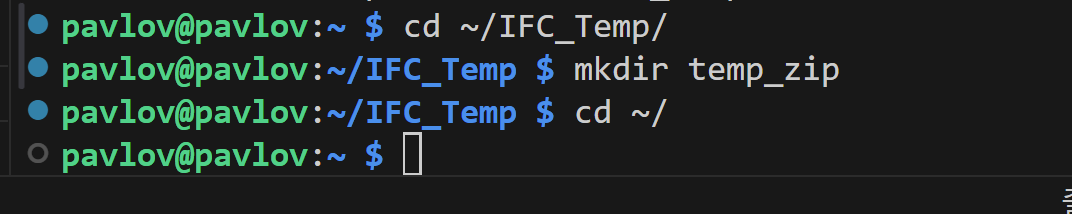 pavlov@pavlov:~ $ cd ~/IFC_Temp/
pavlov@pavlov:~/IFC_Temp $ mkdir temp_zip
pavlov@pavlov:~/IFC_Temp $ cd ~/
pavlov@pavlov:~ $